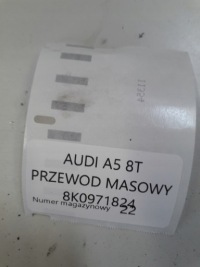 AUDI A5 8T
PRZEWOD MASOWY
8K0971824
Numer magazynowy 22